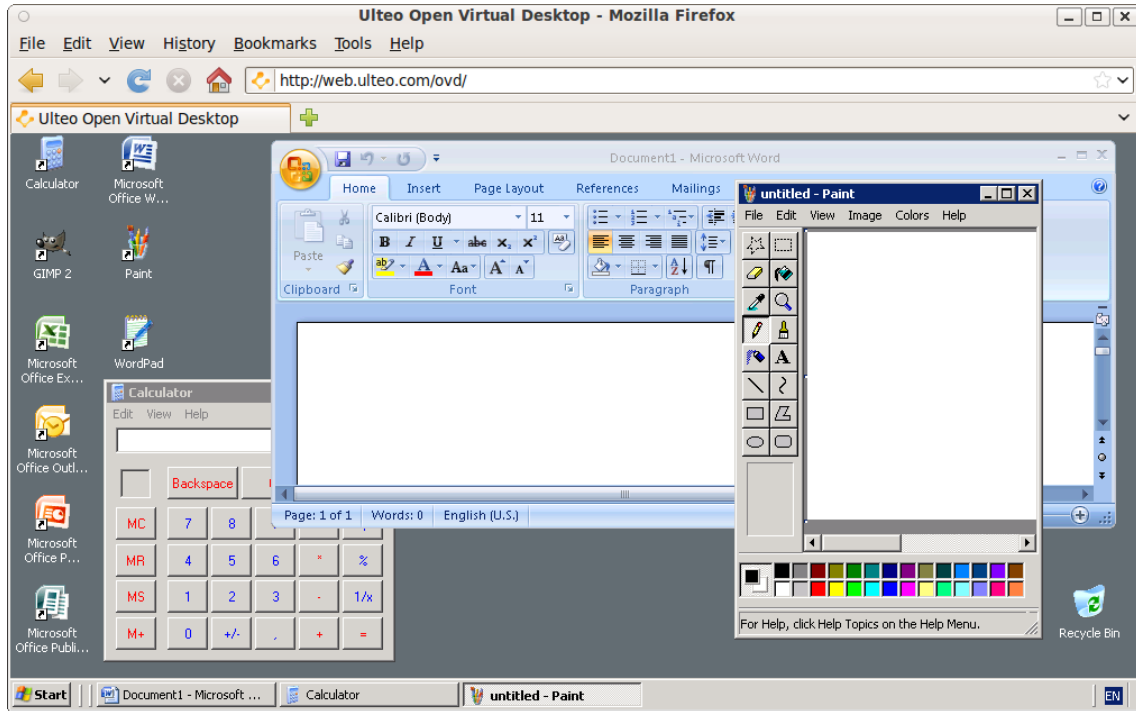 Ulteo Open Virtual Desktop - Mozilla Firefox
File Edit View History Bookmarks Tools Help
http://web.ulteo.com/ovd/
Ulteo Open Virtual Desktop
Calculator
Microsoft
Office W...
GIMP 2
Paint
Microsoft
Office Ex...
WordPad
Microsoft
Office Outl...
Microsoft
Office P...
Microsoft
Office Publi...
Recycle Bin
Document1 - Microsoft Word
Home Insert Page Layout References Mailings
Calibri (Body) 11
Paste
B I U abc x₂ x²
ab A Aa A A
Clipboard Font Paragraph
Page: 1 of 1 Words: 0 English (U.S.)
Calculator
Edit View Help
Backspace
MC 7 8
MR 4 5 6 * %
MS 1 2 3 - 1/x
M+ 0 +/- , + =
untitled - Paint
File Edit View Image Colors Help
A
For Help, click Help Topics on the Help Menu.
Start Document1 - Microsoft ... Calculator untitled - Paint EN